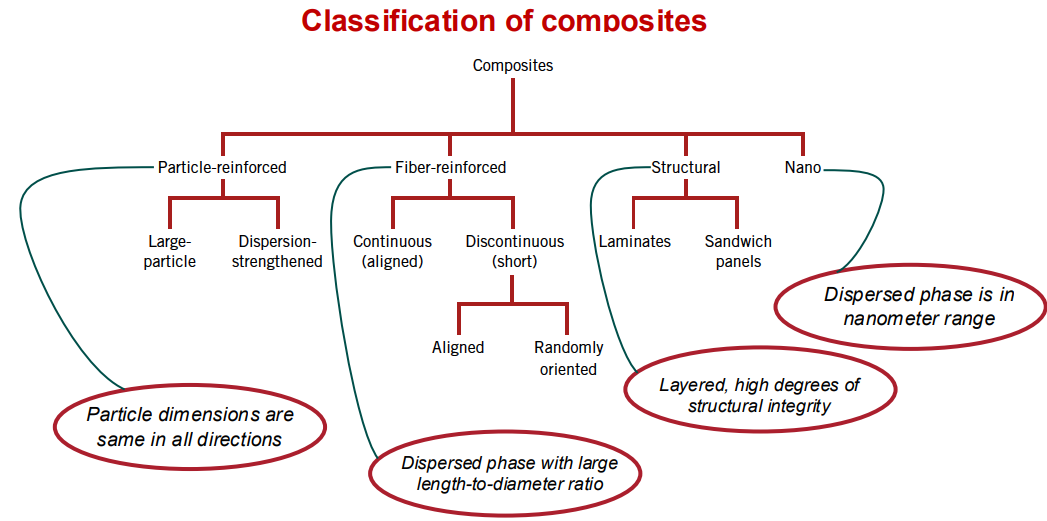 Classification of composites
Composites
Particle-reinforced
Fiber-reinforced
Structural
Nano
Large-
particle
Dispersion-
strengthened
Continuous
(aligned)
Discontinuous
(short)
Laminates
Sandwich
panels
Aligned
Randomly
oriented
Dispersed phase is in
nanometer range
Layered, high degrees of
structural integrity
Particle dimensions are
same in all directions
Dispersed phase with large
length-to-diameter ratio